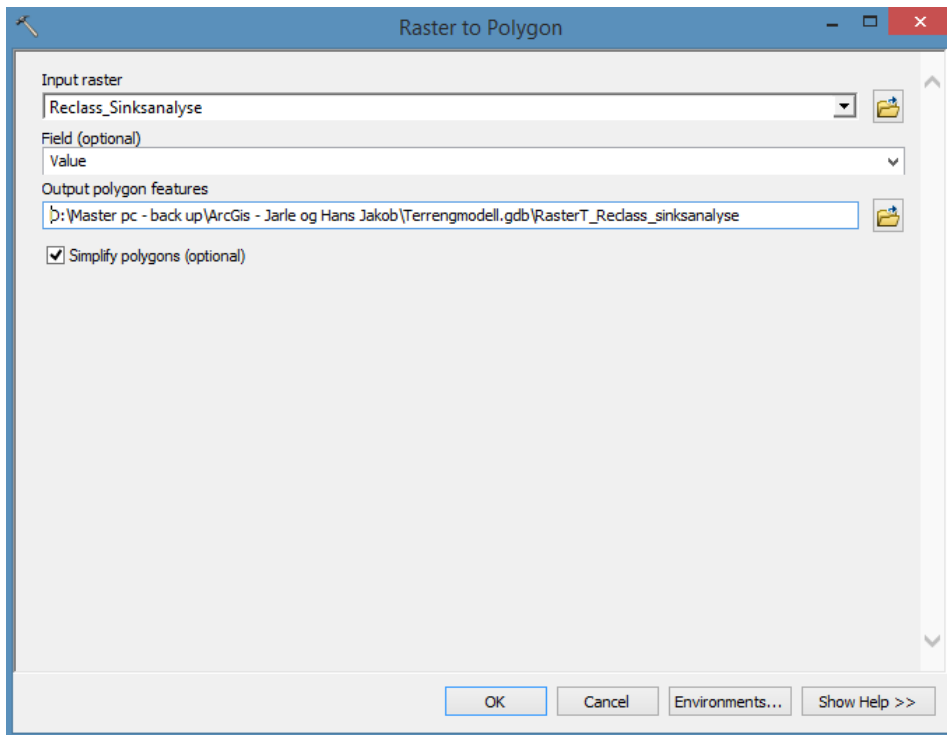 Raster to Polygon
Input raster
Reclass_Sinksanalyse
Field (optional)
Value
Output polygon features
D:\Master pc - back up\ArcGis - Jarle og Hans Jakob\Terrengmodell.gdb\RasterT_Reclass_sinksanalyse
Simplify polygons (optional)
OK Cancel Environments... Show Help >>